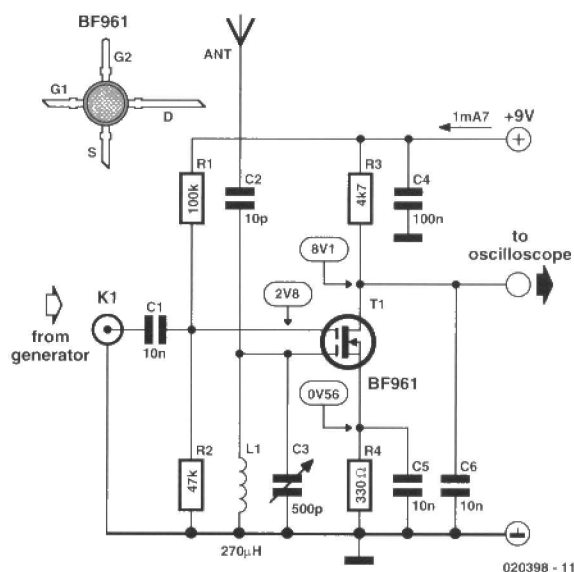 BF961
G2
G1
D
S
ANT
1mA7
+9V
R1
100k
C2
10p
R3
4k7
C4
100n
to
oscilloscope
8V1
2V8
T1
K1
C1
10n
from
generator
BF961
0V56
R2
47k
L1
270µH
C3
500p
R4
330Ω
C5
10n
C6
10n
020398 - 11